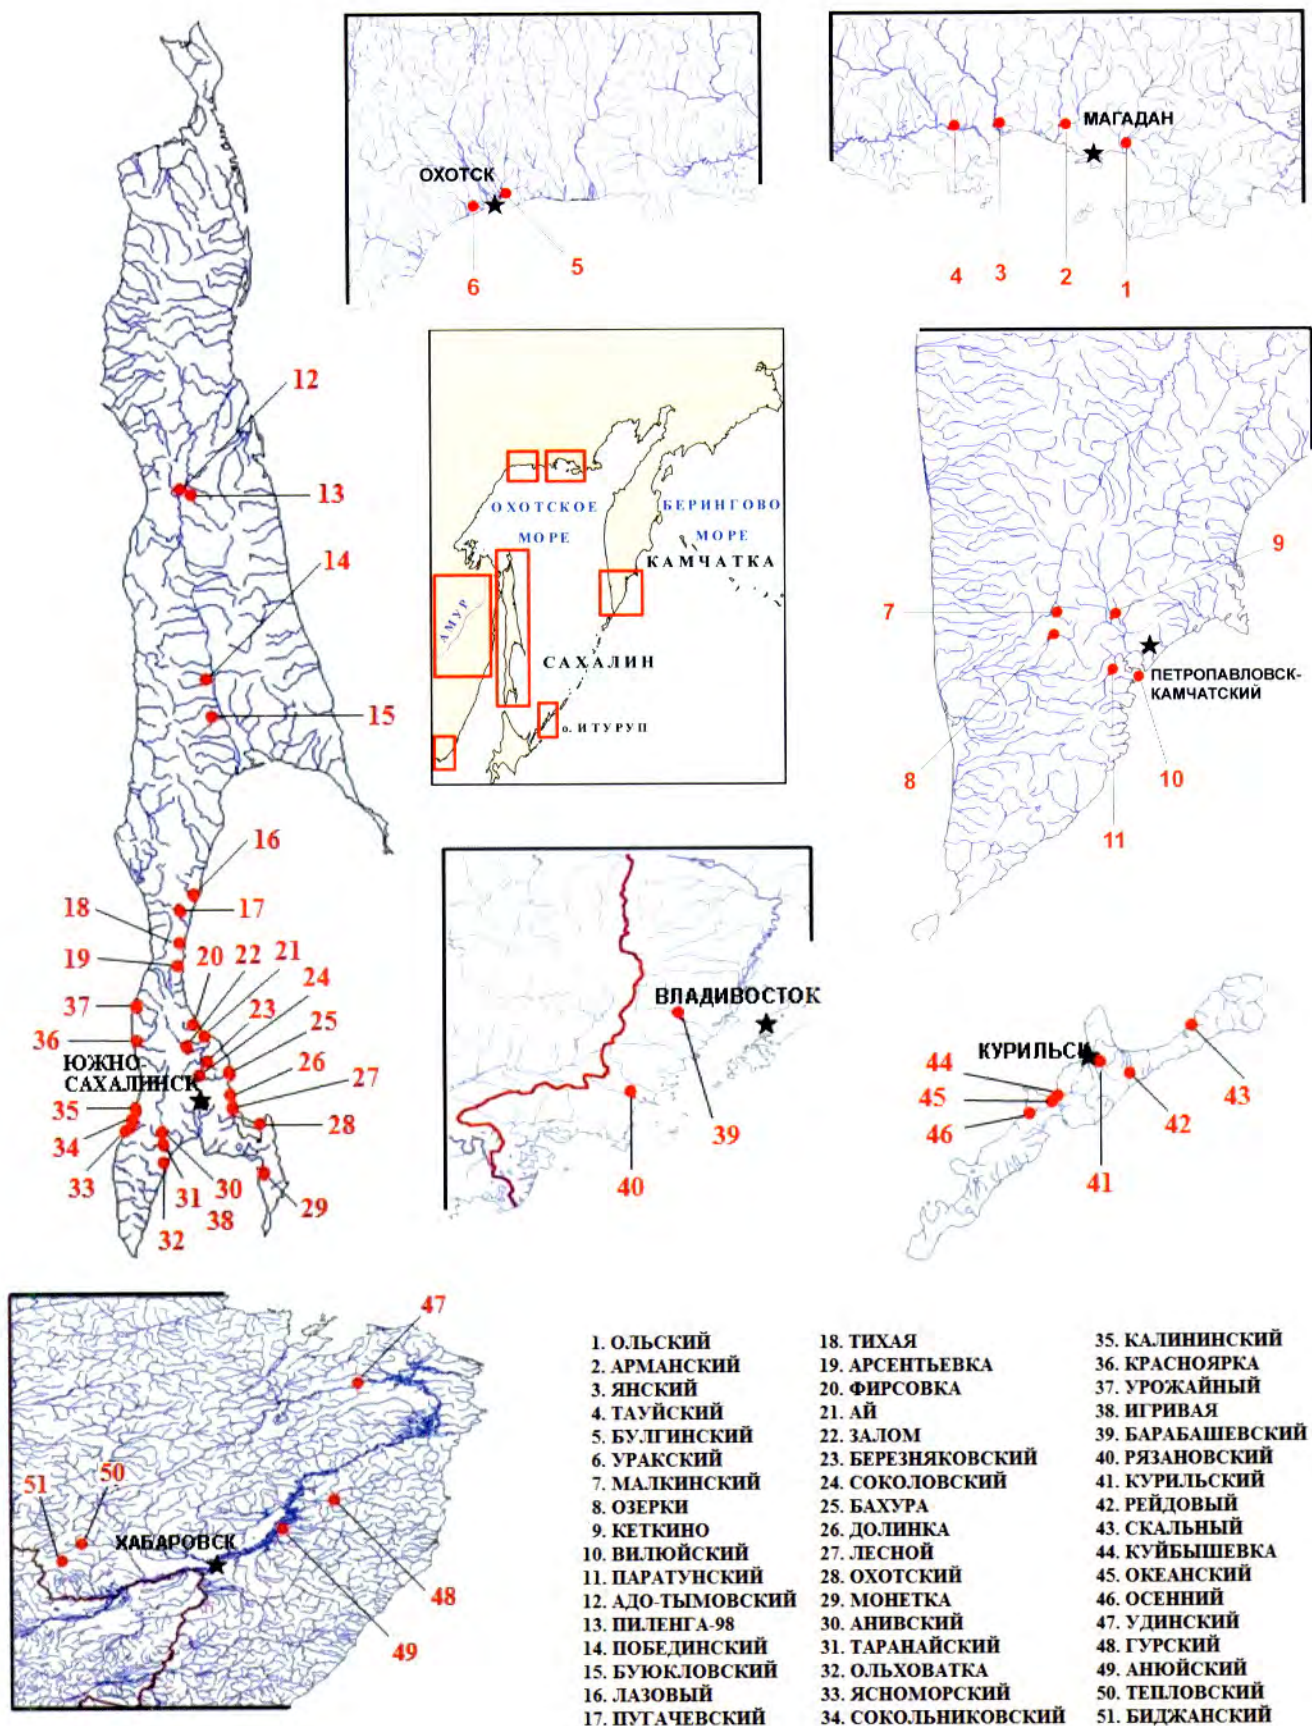 ОХОТСК
6
5
МАГАДАН
4
3
2
1
12
13
14
15
16
17
18
19
20
22
21
24
23
25
26
27
28
29
37
36
ЮЖНО-
САХАЛИНСК
35
34
33
32
31
30
38
ОХОТСКОЕ
МОРЕ
БЕРИНГОВО
МОРЕ
КАМЧАТКА
АМУР
САХАЛИН
о. ИТУРУП
9
7
8
ПЕТРОПАВЛОВСК-
КАМЧАТСКИЙ
10
11
ВЛАДИВОСТОК
39
40
КУРИЛЬСК
44
45
46
43
42
41
47
51
50
ХАБАРОВСК
48
49
1. ОЛЬСКИЙ
2. АРМАНСКИЙ
3. ЯНСКИЙ
4. ТАУЙСКИЙ
5. БУЛГИНСКИЙ
6. УРАКСКИЙ
7. МАЛКИНСКИЙ
8. ОЗЕРКИ
9. КЕТКИНО
10. ВИЛЮЙСКИЙ
11. ПАРАТУНСКИЙ
12. АДО-ТЫМОВСКИЙ
13. ПИЛЕНГА-98
14. ПОБЕДИНСКИЙ
15. БУЮКЛОВСКИЙ
16. ЛАЗОВЫЙ
17. ПУГАЧЕВСКИЙ
18. ТИХАЯ
19. АРСЕНТЬЕВКА
20. ФИРСОВКА
21. АЙ
22. ЗАЛОМ
23. БЕРЕЗНЯКОВСКИЙ
24. СОКОЛОВСКИЙ
25. БАХУРА
26. ДОЛИНКА
27. ЛЕСНОЙ
28. ОХОТСКИЙ
29. МОНЕТКА
30. АНИВСКИЙ
31. ТАРАНАЙСКИЙ
32. ОЛЬХОВАТКА
33. ЯСНОМОРСКИЙ
34. СОКОЛЬНИКОВСКИЙ
35. КАЛИНИНСКИЙ
36. КРАСНОЯРКА
37. УРОЖАЙНЫЙ
38. ИГРИВАЯ
39. БАРАБАШЕВСКИЙ
40. РЯЗАНОВСКИЙ
41. КУРИЛЬСКИЙ
42. РЕЙДОВЫЙ
43. СКАЛЬНЫЙ
44. КУЙБЫШЕВКА
45. ОКЕАНСКИЙ
46. ОСЕННИЙ
47. УДИНСКИЙ
48. ГУРСКИЙ
49. АНЮЙСКИЙ
50. ТЕПЛОВСКИЙ
51. БИДЖАНСКИЙ